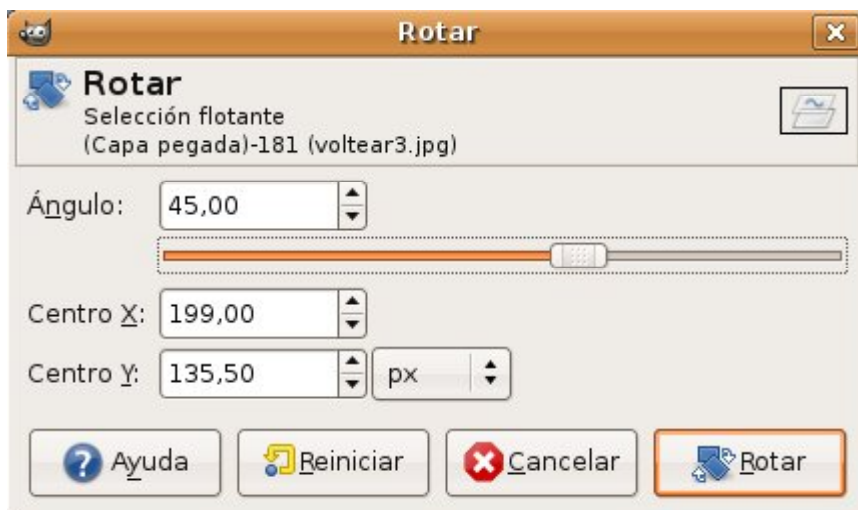 Rotar
Rotar
Selección flotante
(Capa pegada)-181 (voltear3.jpg)
Ángulo: 45,00
Centro X: 199,00
Centro Y: 135,50 px
Ayuda Reiniciar Cancelar Rotar